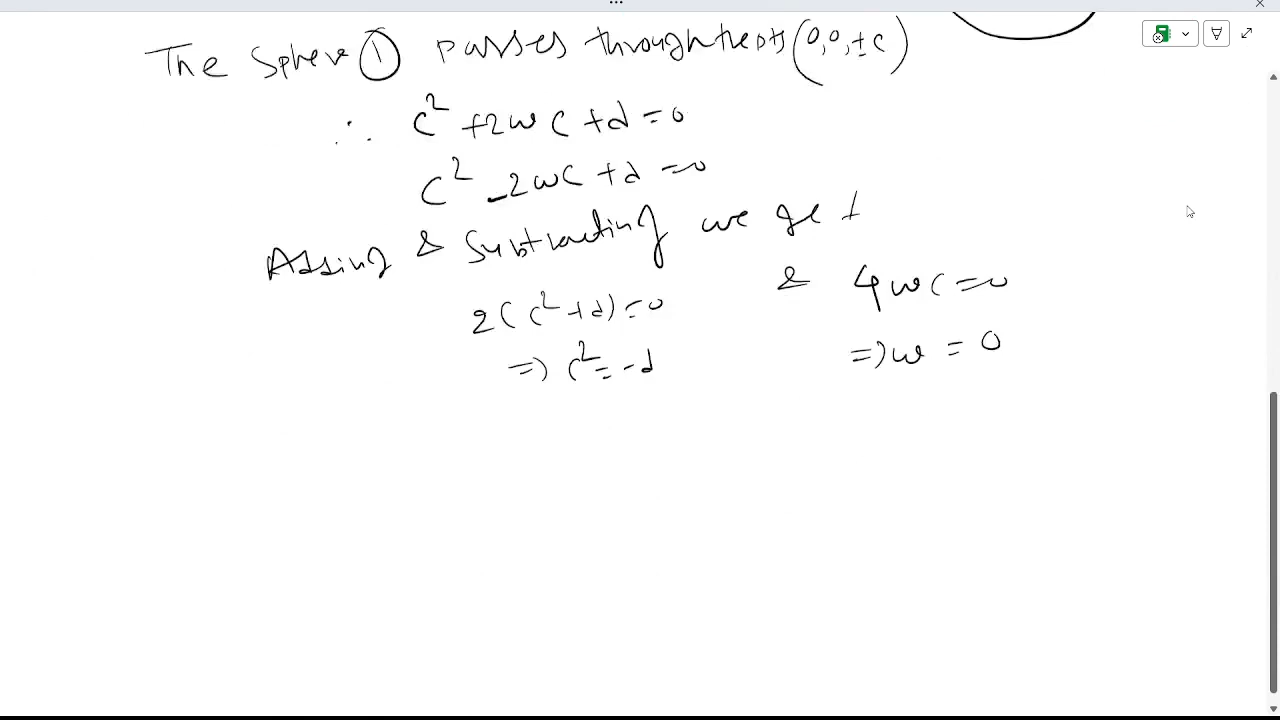 The Sphere ① passes through the pts (0,0,±c)
∴ c² +2wc +d =0
c² -2wc +d =0
Adding & Subtracting we get
2(c²+d)=0 & 4wc=0
=> c²=-d => w = 0